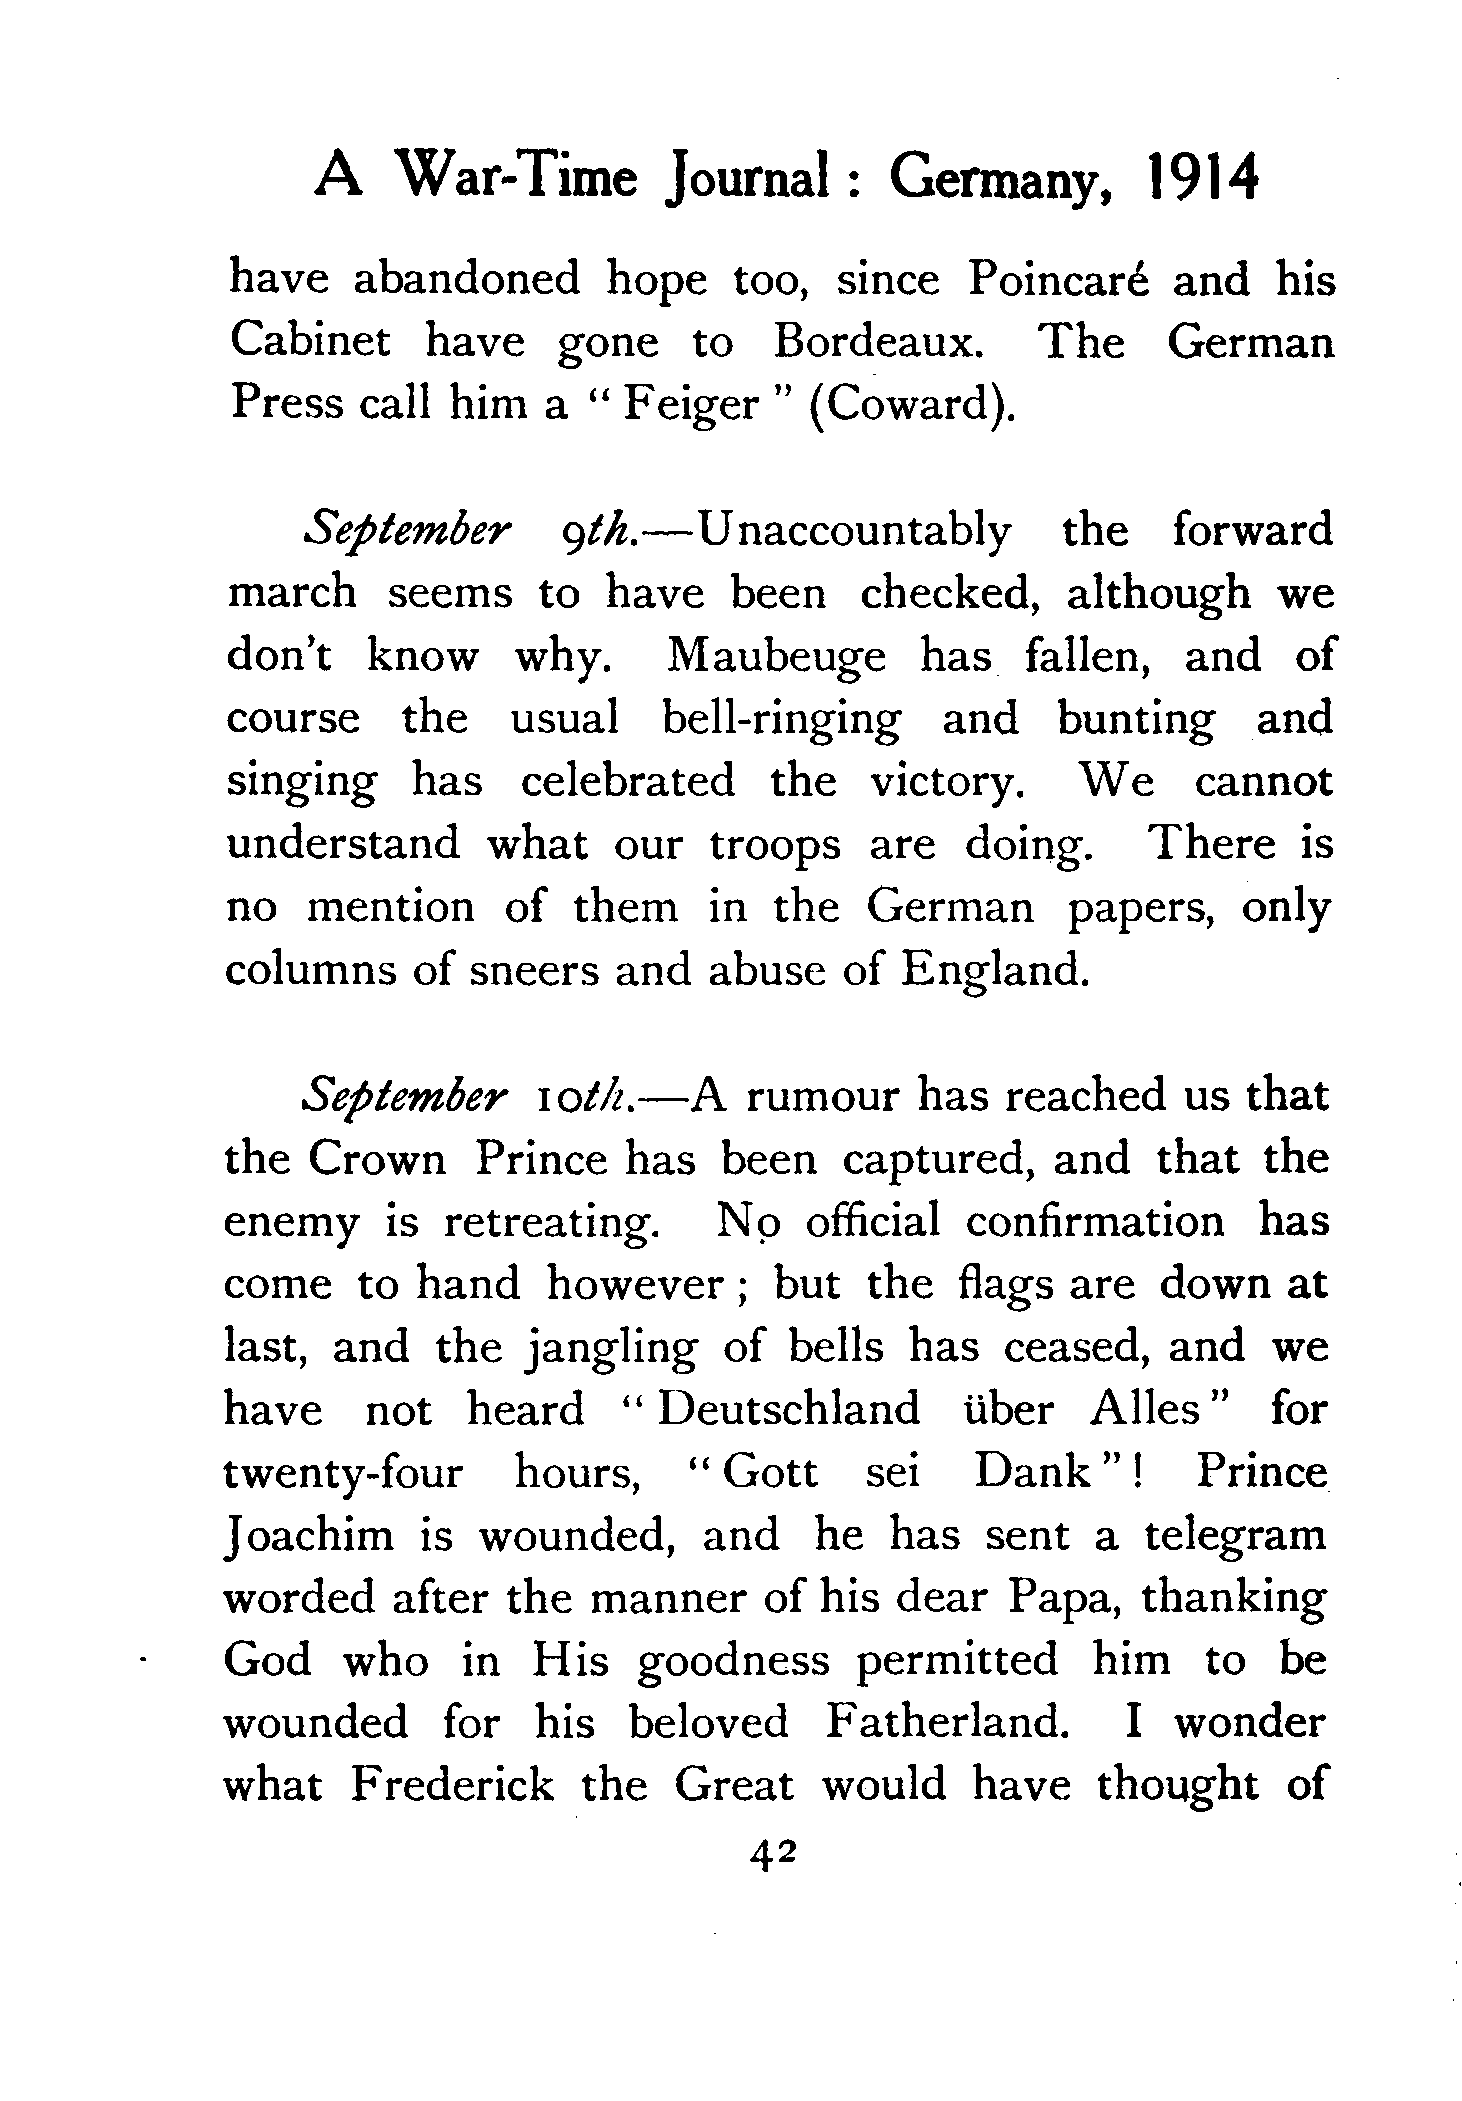 A War-Time Journal : Germany, 1914
have abandoned hope too, since Poincaré and his
Cabinet have gone to Bordeaux. The German
Press call him a “ Feiger ” (Coward).
September 9th.—Unaccountably the forward
march seems to have been checked, although we
don't know why. Maubeuge has fallen, and of
course the usual bell-ringing and bunting and
singing has celebrated the victory. We cannot
understand what our troops are doing. There is
no mention of them in the German papers, only
columns of sneers and abuse of England.
September 10th.—A rumour has reached us that
the Crown Prince has been captured, and that the
enemy is retreating. No official confirmation has
come to hand however ; but the flags are down at
last, and the jangling of bells has ceased, and we
have not heard “ Deutschland über Alles ” for
twenty-four hours, “ Gott sei Dank ” ! Prince
Joachim is wounded, and he has sent a telegram
worded after the manner of his dear Papa, thanking
God who in His goodness permitted him to be
wounded for his beloved Fatherland. I wonder
what Frederick the Great would have thought of
42